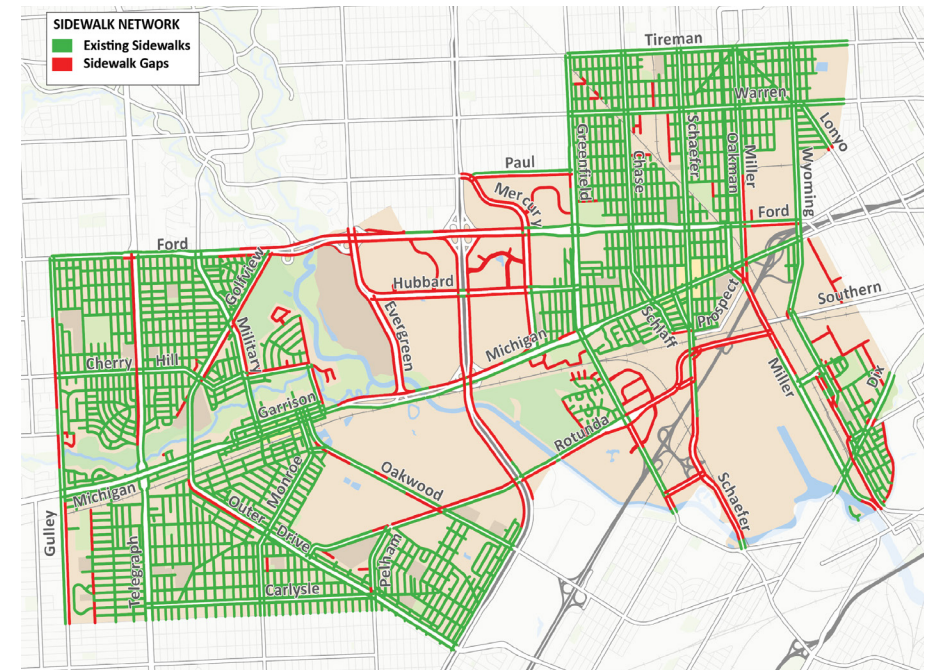 SIDEWALK NETWORK
Existing Sidewalks
Sidewalk Gaps
Tireman
Warren
Lonyo
Greenfield
Chase
Schaefer
Oakman
Miller
Wyoming
Paul
Mercury
Ford
Ford
Golfview
Hubbard
Evergreen
Southern
Michigan
Schlaff
Prospect
Military
Cherry Hill
Miller
Dix
Garrison
Rotunda
Oakwood
Monroe
Michigan
Schaefer
Gulley
Outer Drive
Telegraph
Pelham
Carlysle